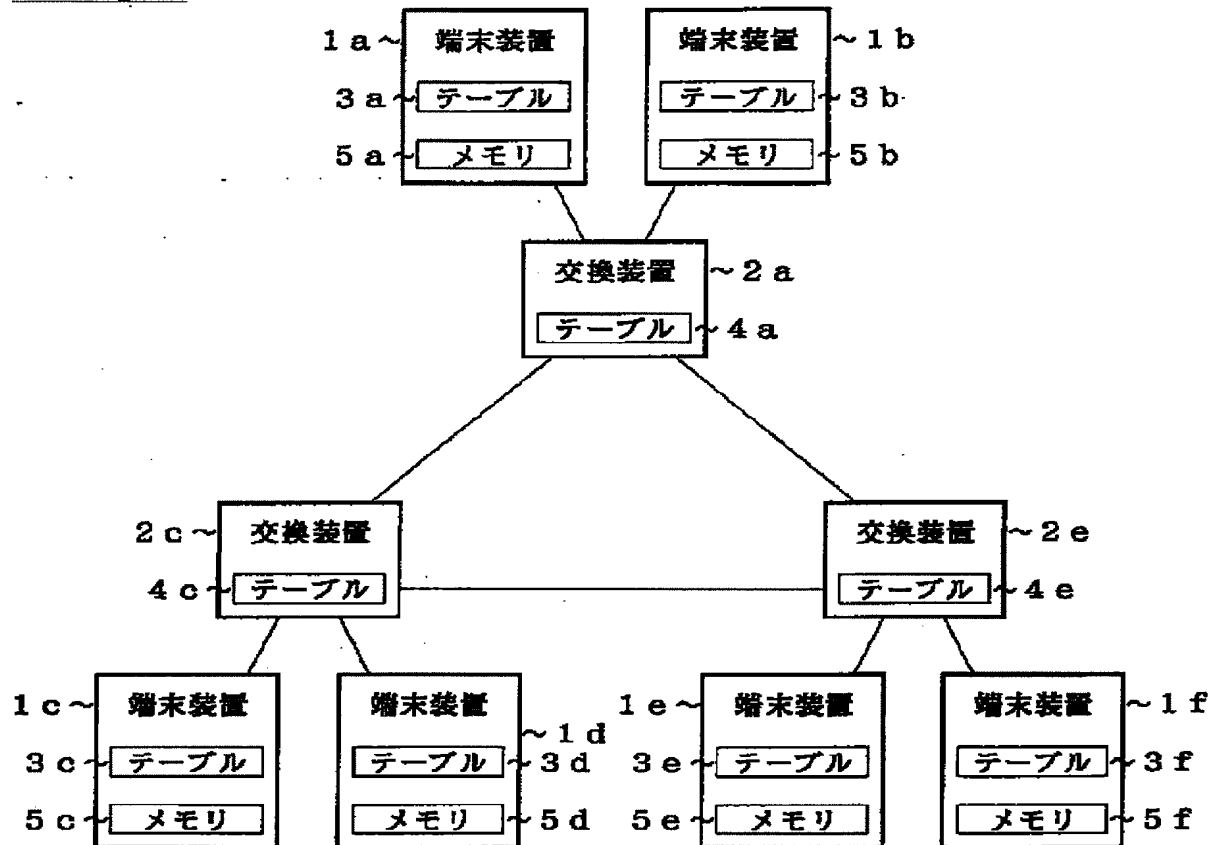 1a~ 端末装置 端末装置 ~1b
3a~ テーブル テーブル ~3b
5a~ メモリ メモリ ~5b
交換装置 ~2a
テーブル ~4a
2c~ 交換装置 交換装置 ~2e
4c~ テーブル テーブル ~4e
1c~ 端末装置 端末装置 ~1d 1e~ 端末装置 端末装置 ~1f
3c~ テーブル テーブル ~3d 3e~ テーブル テーブル ~3f
5c~ メモリ メモリ ~5d 5e~ メモリ メモリ ~5f